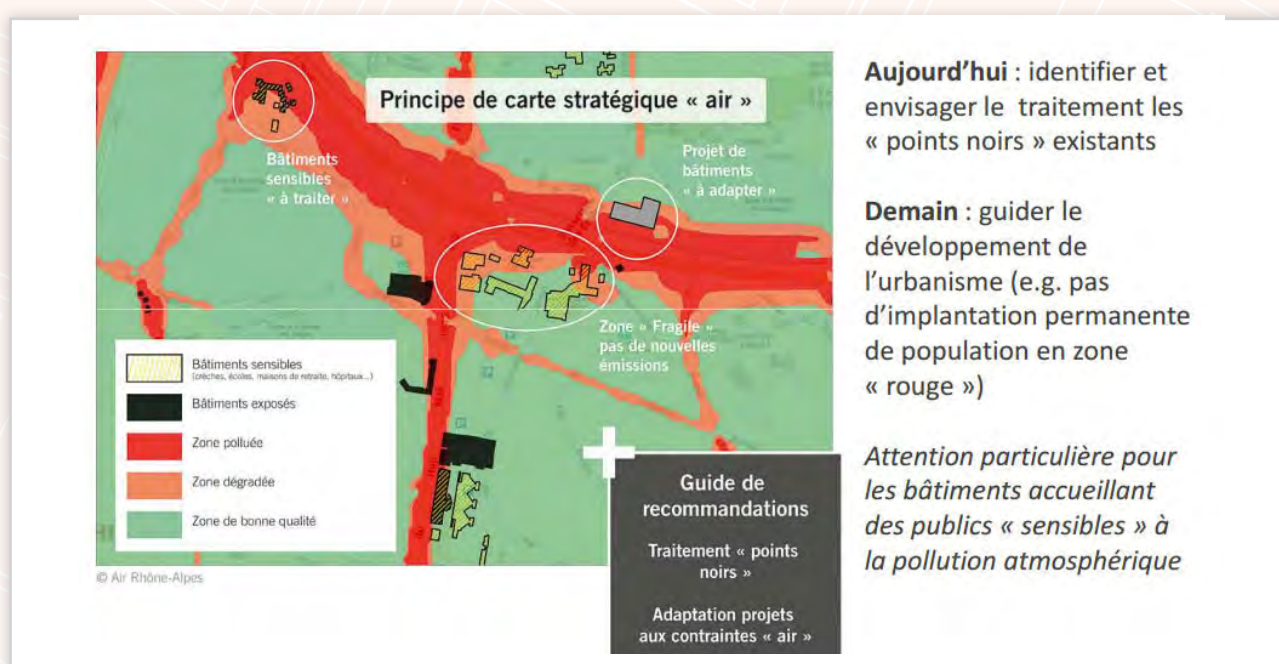 Principe de carte stratégique « air »
Bâtiments
sensibles
« à traiter »
Projet de
bâtiments
« à adapter »
Zone « Fragile »
pas de nouvelles
émissions
Bâtiments sensibles
(crèches, écoles, maisons de retraite, hôpitaux...)
Bâtiments exposés
Zone polluée
Zone dégradée
Zone de bonne qualité
© Air Rhône-Alpes
Guide de
recommandations
Traitement « points
noirs »
Adaptation projets
aux contraintes « air »
Aujourd’hui : identifier et
envisager le traitement les
« points noirs » existants
Demain : guider le
développement de
l’urbanisme (e.g. pas
d’implantation permanente
de population en zone
« rouge »)
Attention particulière pour
les bâtiments accueillant
des publics « sensibles » à
la pollution atmosphérique